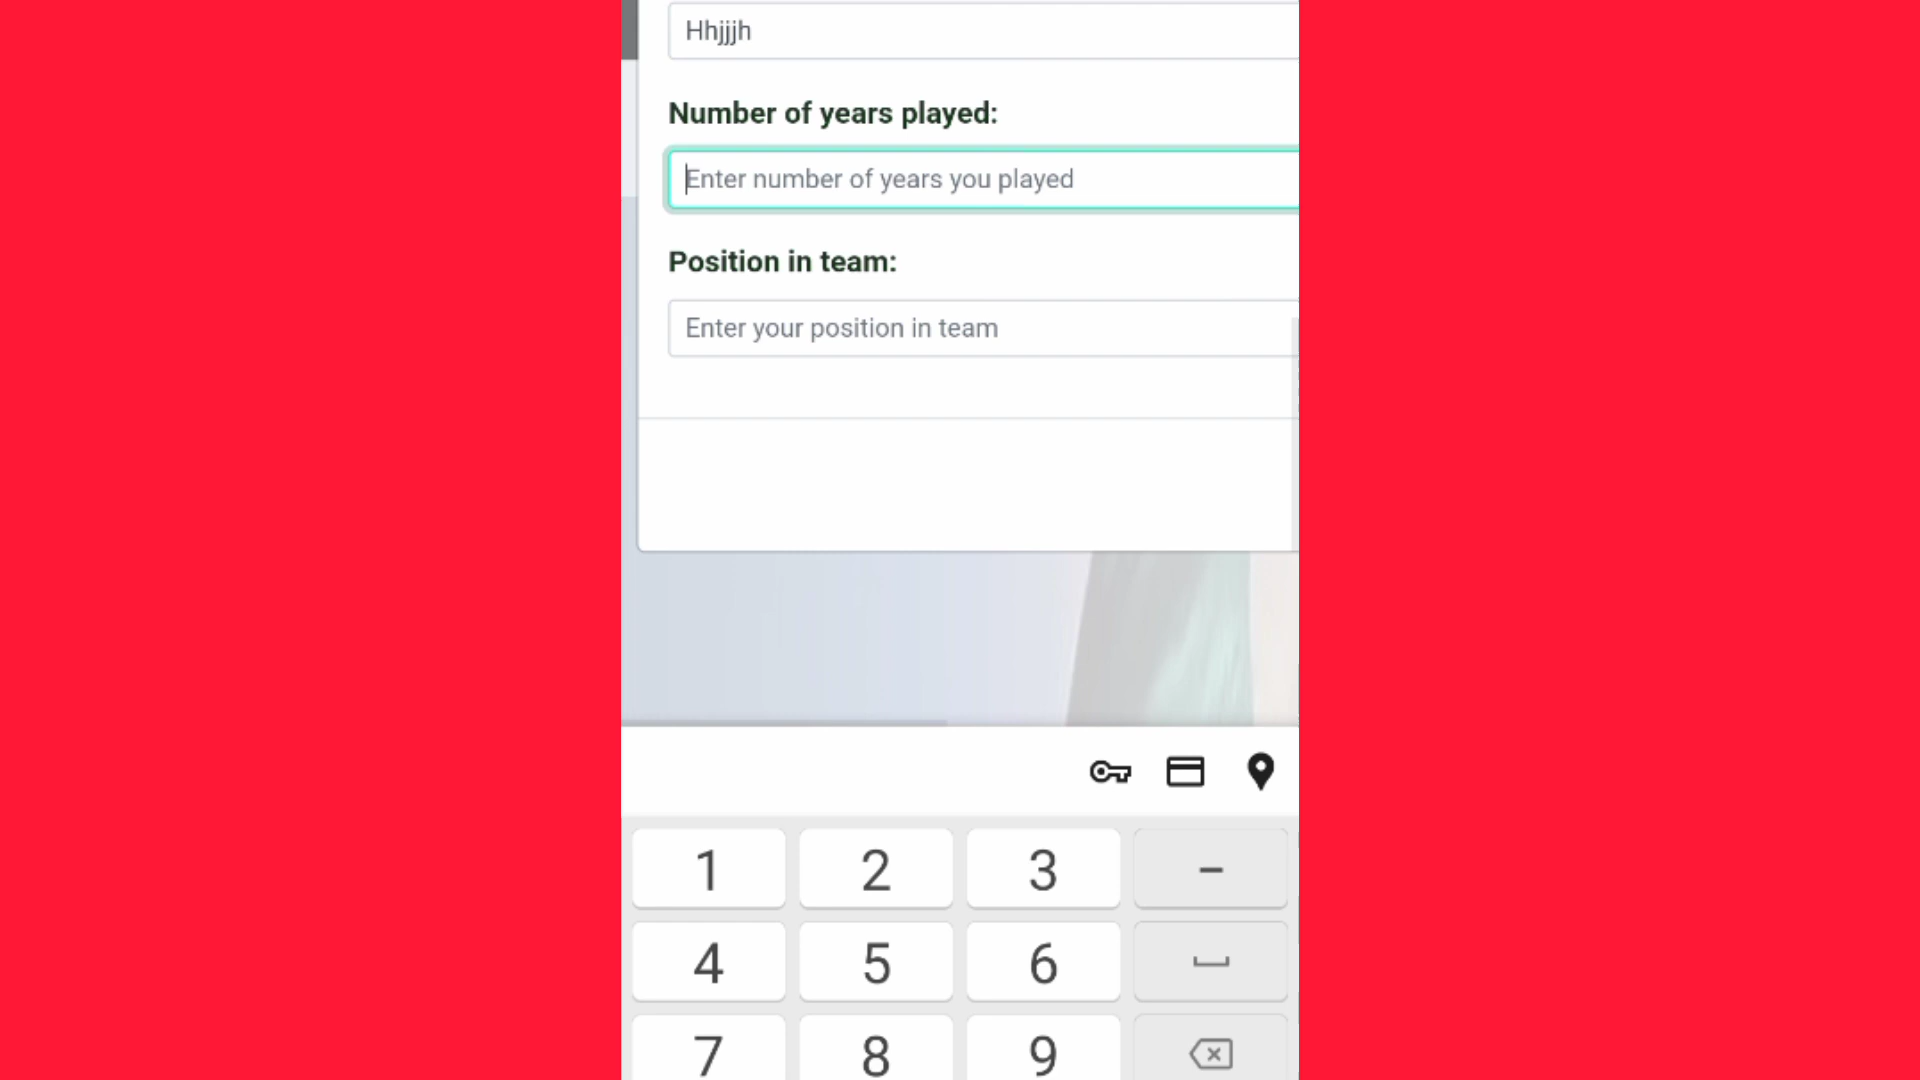 Hhjjjh
Number of years played:
Enter number of years you played
Position in team:
Enter your position in team
1 2 3 –
4 5 6
7 8 9